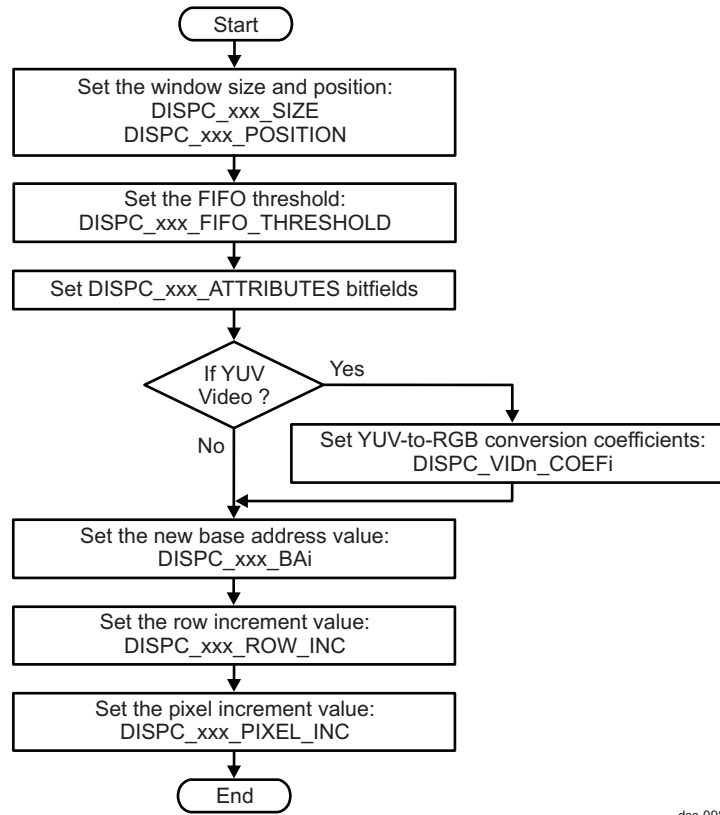 Start
Set the window size and position:
DISPC_xxx_SIZE
DISPC_xxx_POSITION
Set the FIFO threshold:
DISPC_xxx_FIFO_THRESHOLD
Set DISPC_xxx_ATTRIBUTES bitfields
If YUV
Video ?
Yes
No
Set YUV-to-RGB conversion coefficients:
DISPC_VIDn_COEFi
Set the new base address value:
DISPC_xxx_BAi
Set the row increment value:
DISPC_xxx_ROW_INC
Set the pixel increment value:
DISPC_xxx_PIXEL_INC
End